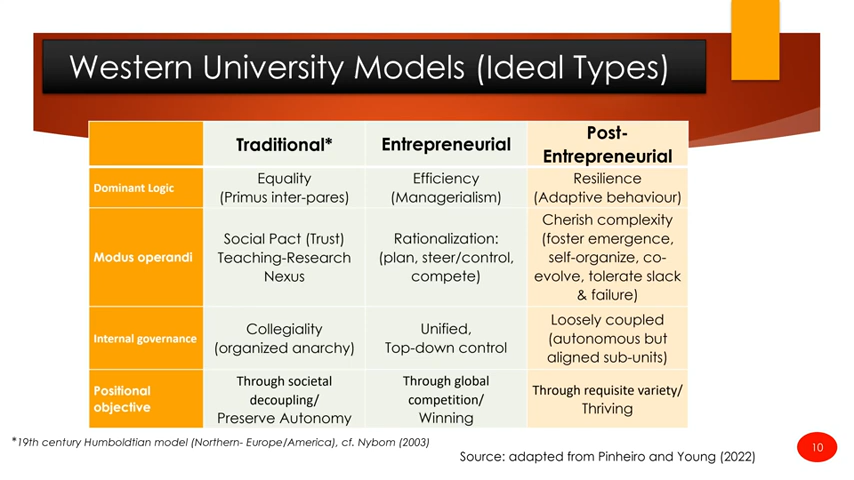 Western University Models (Ideal Types)
Traditional*
Entrepreneurial
Post-
Entrepreneurial
Dominant Logic
Equality
(Primus inter-pares)
Efficiency
(Managerialism)
Resilience
(Adaptive behaviour)
Modus operandi
Social Pact (Trust)
Teaching-Research
Nexus
Rationalization:
(plan, steer/control,
compete)
Cherish complexity
(foster emergence,
self-organize, co-
evolve, tolerate slack
& failure)
Internal governance
Collegiality
(organized anarchy)
Unified,
Top-down control
Loosely coupled
(autonomous but
aligned sub-units)
Positional
objective
Through societal
decoupling/
Preserve Autonomy
Through global
competition/
Winning
Through requisite variety/
Thriving
*19th century Humboldtian model (Northern- Europe/America), cf. Nybom (2003)
Source: adapted from Pinheiro and Young (2022)
10